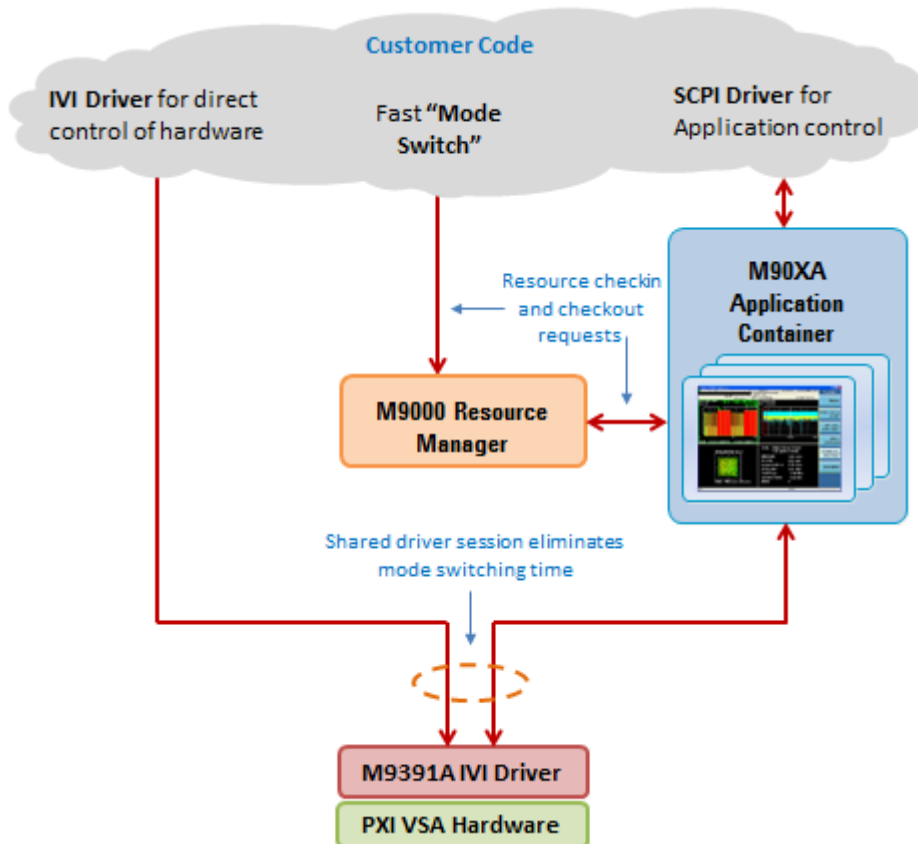 Customer Code
IVI Driver for direct
control of hardware
Fast “Mode
Switch”
SCPI Driver for
Application control
M90XA
Application
Container
Resource checkin
and checkout
requests
M9000 Resource
Manager
Shared driver session eliminates
mode switching time
M9391A IVI Driver
PXI VSA Hardware